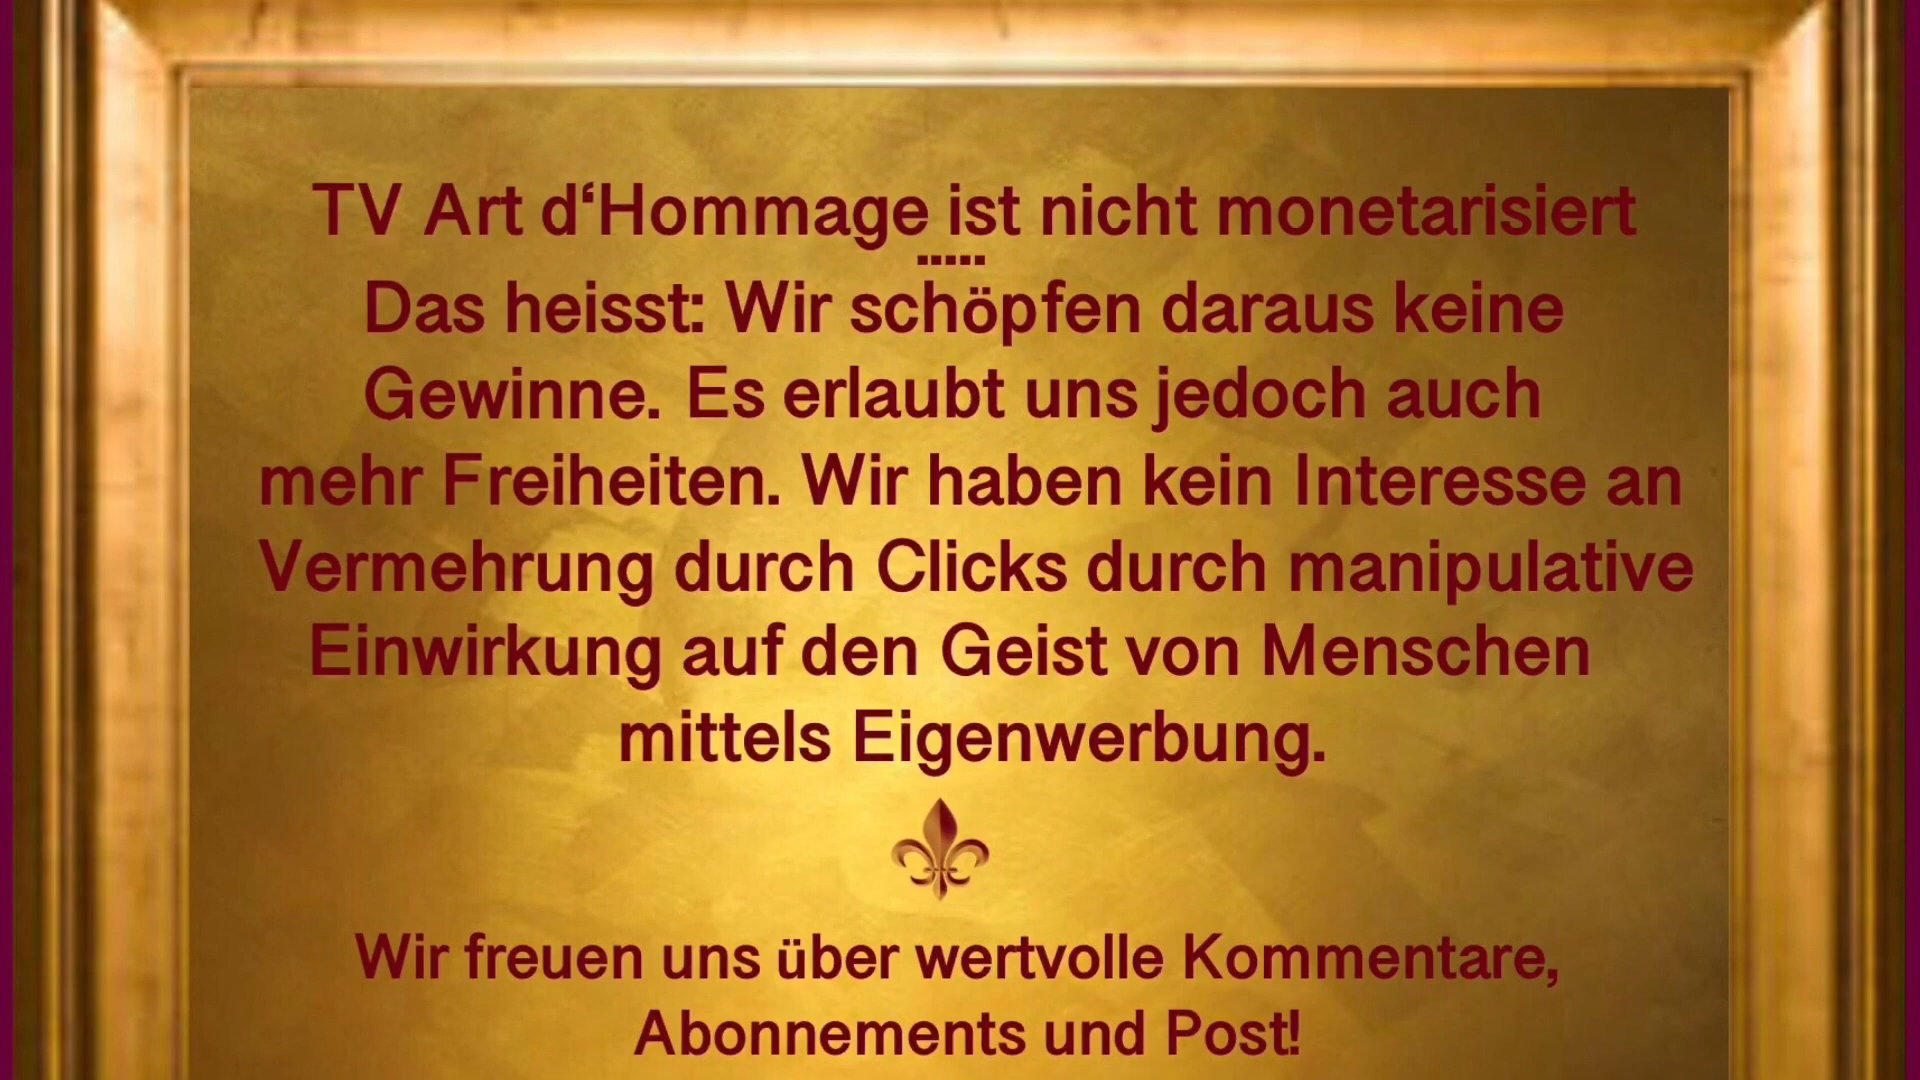 TV Art d‘Hommage ist nicht monetarisiert
.....
Das heisst: Wir schöpfen daraus keine
Gewinne. Es erlaubt uns jedoch auch
mehr Freiheiten. Wir haben kein Interesse an
Vermehrung durch Clicks durch manipulative
Einwirkung auf den Geist von Menschen
mittels Eigenwerbung.
Wir freuen uns über wertvolle Kommentare,
Abonnements und Post!